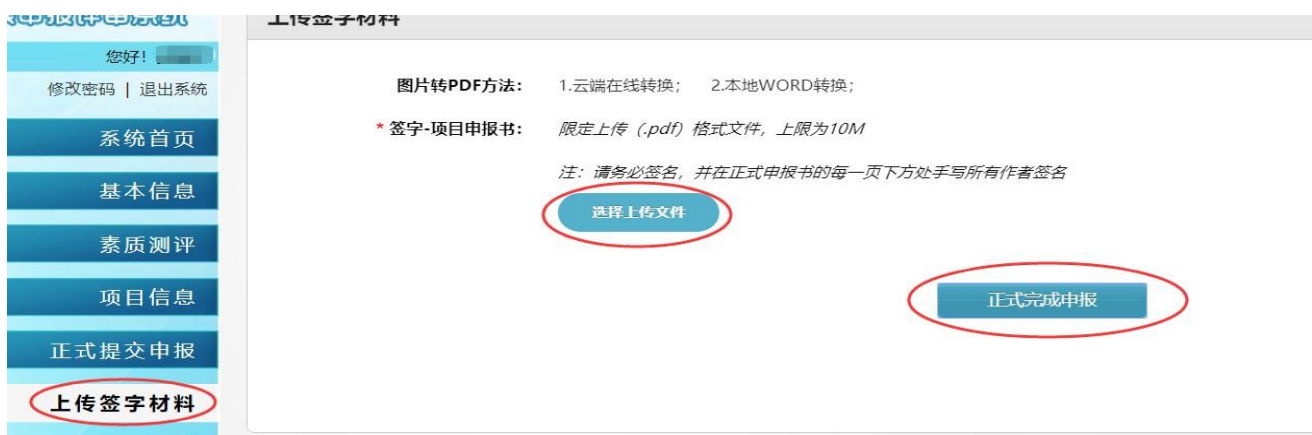 上传签字材料
您好!
修改密码 | 退出系统
系统首页
基本信息
素质测评
项目信息
正式提交申报
上传签字材料
图片转PDF方法: 1.云端在线转换; 2.本地WORD转换;
* 签字-项目申报书: 限定上传 (.pdf) 格式文件, 上限为10M
注: 请务必签名, 并在正式申报书的每一页下方处手写所有作者签名
选择上传文件
正式完成申报